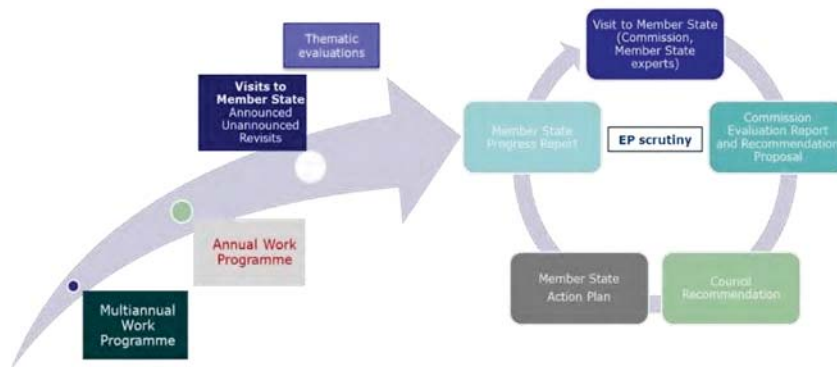 Thematic
evaluations
Visits to
Member State
Announced
Unannounced
Revisits
Annual Work
Programme
Multiannual
Work
Programme
Visit to Member State
(Commission,
Member State
experts)
Commission
Evaluation Report
and Recommendation
Proposal
Council
Recommendation
Member State
Action Plan
Member State
Progress Report
EP scrutiny